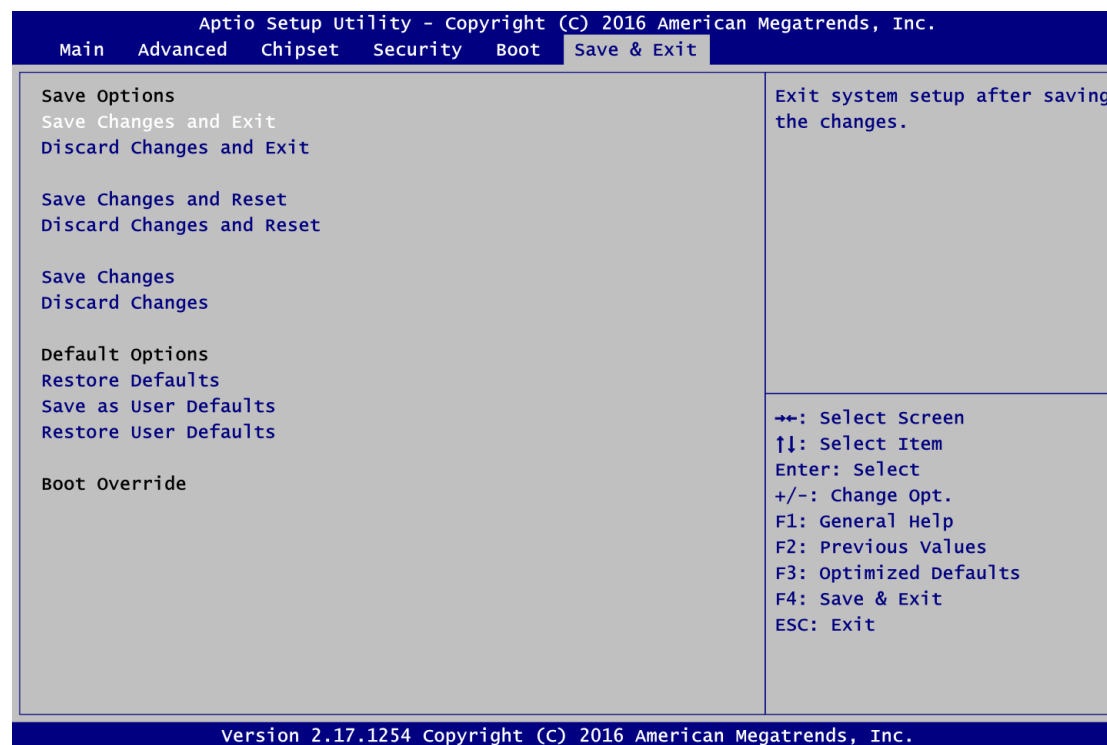 Aptio Setup Utility – Copyright (C) 2016 American Megatrends, Inc.
Main Advanced Chipset Security Boot Save & Exit
Save Options
Save Changes and Exit
Discard Changes and Exit
Save Changes and Reset
Discard Changes and Reset
Save Changes
Discard Changes
Default Options
Restore Defaults
Save as User Defaults
Restore User Defaults
Boot Override
Exit system setup after saving
the changes.
→←: Select Screen
↑↓: Select Item
Enter: Select
+/-: Change Opt.
F1: General Help
F2: Previous Values
F3: Optimized Defaults
F4: Save & Exit
ESC: Exit
Version 2.17.1254 Copyright (C) 2016 American Megatrends, Inc.